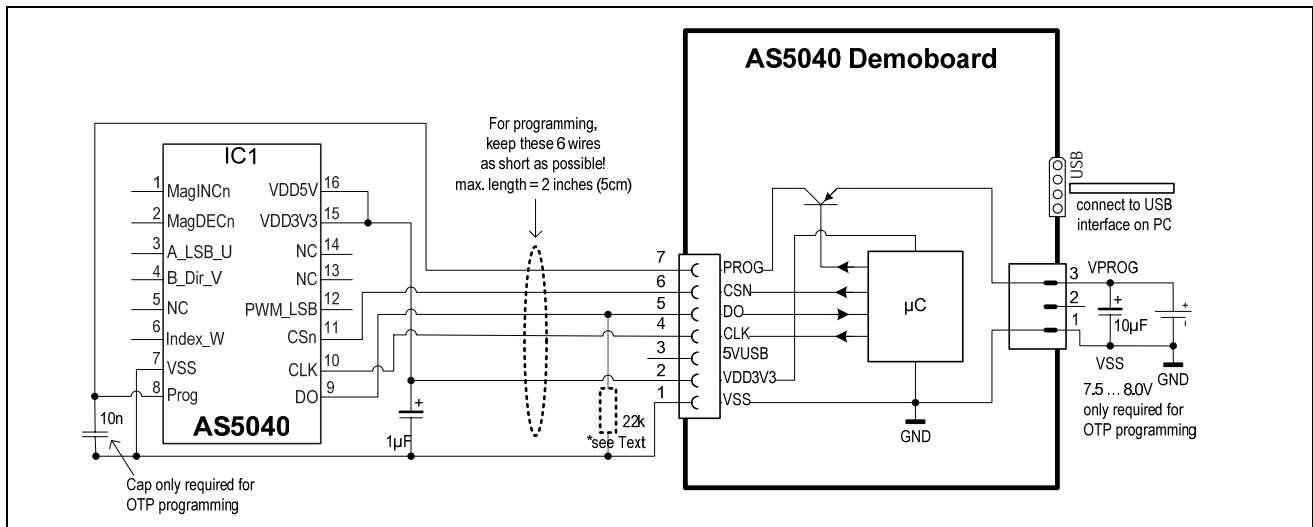 AS5040 Demoboard
For programming,
keep these 6 wires
as short as possible!
max. length = 2 inches (5cm)
IC1
1 MagINCn
2 MagDECn
3 A_LSB_U
4 B_Dir_V
5 NC
6 Index_W
7 VSS
8 Prog
VDD5V 16
VDD3V3 15
NC 14
NC 13
PWM_LSB 12
CSn 11
CLK 10
DO 9
AS5040
10n
Cap only required for
OTP programming
1µF
22k
*see Text
7 PROG
6 CSN
5 DO
4 CLK
3 5VUSB
2 VDD3V3
1 VSS
µC
GND
USB
connect to USB
interface on PC
3 VPROG
2
1
+
10µF
VSS
+
-
GND
7.5 ... 8.0V
only required for
OTP programming
+